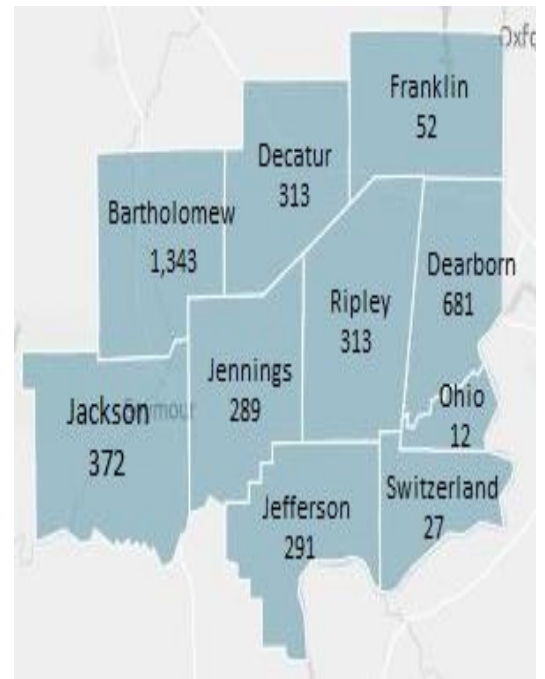 Oxfo
Franklin
52
Decatur
313
Bartholomew
1,343
Dearborn
681
Ripley
313
Jennings
289
Ohio
12
Jackson
372
Switzerland
27
Jefferson
291